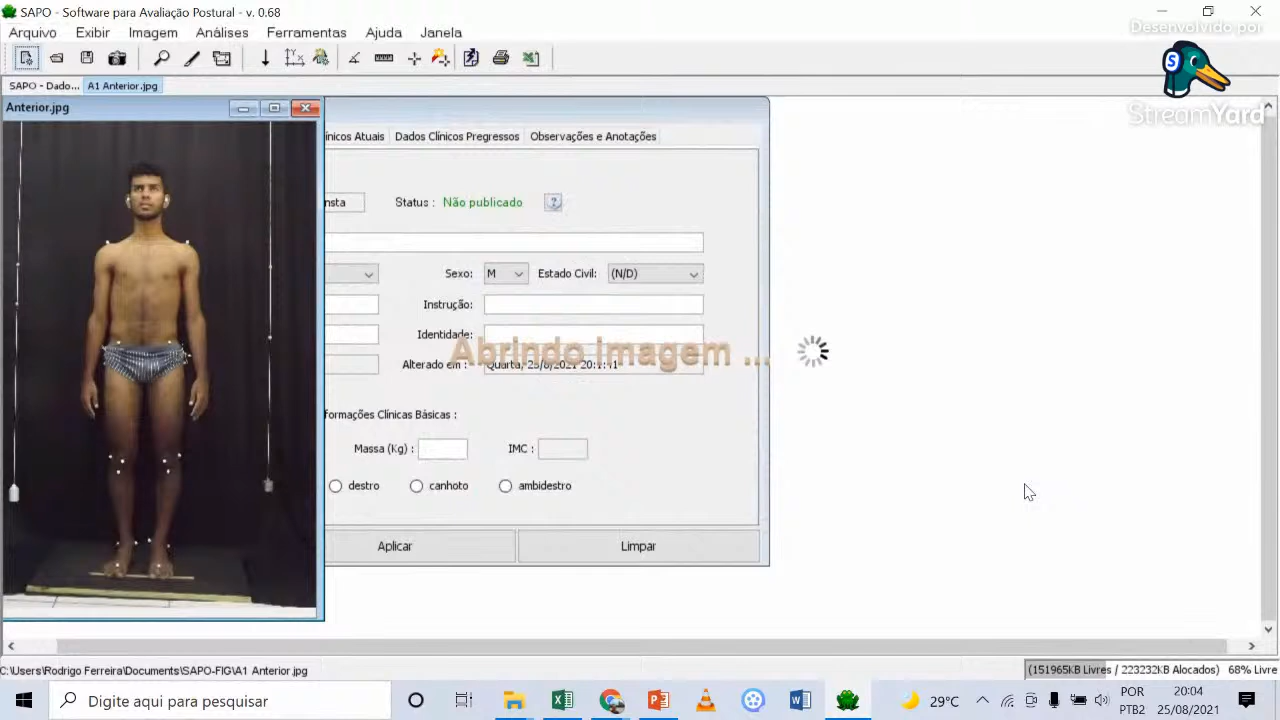 SAPO - Software para Avaliação Postural - v. 0.68
Desenvolvido por
Arquivo Exibir Imagem Análises Ferramentas Ajuda Janela
S
StreamYard
SAPO - Dado... A1 Anterior.jpg
Anterior.jpg
ínicos Atuais Dados Clínicos Pregressos Observações e Anotações
nsta Status : Não publicado ?
Sexo: M Estado Civil: (N/D)
Instrução:
Identidade:
Abrindo imagem ...
Alterado em : Quarta, 25/8/2021 20:1:41
formações Clínicas Básicas :
Massa (Kg) : IMC :
destro canhoto ambidestro
Aplicar Limpar
C:\Users\Rodrigo Ferreira\Documents\SAPO-FIG\A1 Anterior.jpg
(151965KB Livres / 223232KB Alocados) 68% Livre
Digite aqui para pesquisar
29°C
POR
PTB2
20:04
25/08/2021